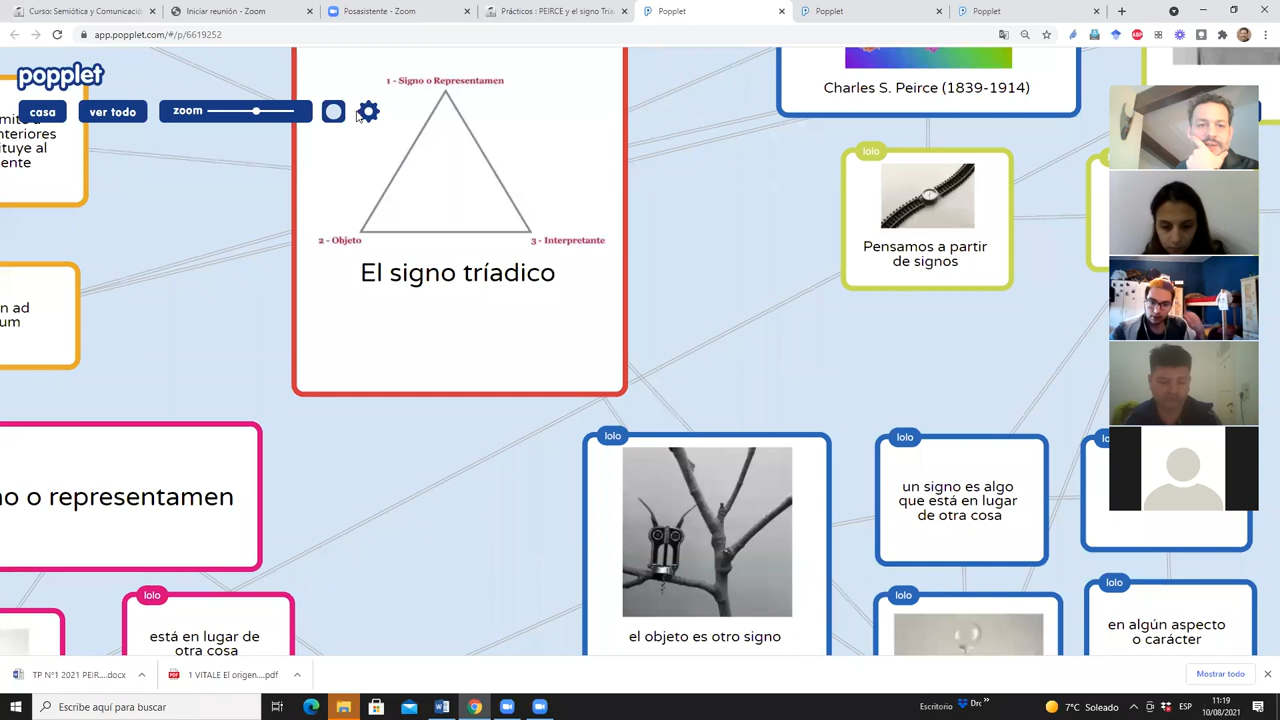 Curso: Semiótica y Comunicació
Iniciar reunión - Zoom
Posasistente - Zoom
Prácticos : PEIRCE y el signo Tría
Popplet
Popplet
Popplet
app.popplet.com/#/p/6619252
ABP
popplet
casa
ver todo
zoom
nteriores
tituye al
ente
n ad
um
1 - Signo o Representamen
2 - Objeto
3 - Interpretante
El signo tríadico
Charles S. Peirce (1839-1914)
lolo
Pensamos a partir
de signos
o o representamen
lolo
está en lugar de
otra cosa
lolo
el objeto es otro signo
lolo
un signo es algo
que está en lugar
de otra cosa
lolo
lolo
en algún aspecto
o carácter
TP N°1 2021 PEIR....docx
1 VITALE El origen....pdf
Mostrar todo
Escribe aquí para buscar
Escritorio
7°C Soleado
ESP
11:19
10/08/2021